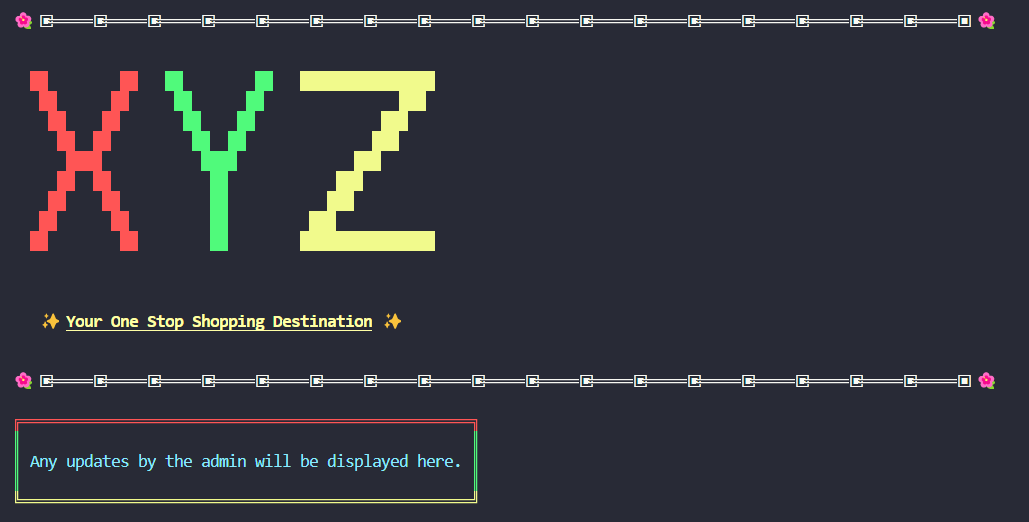 XYZ
Your One Stop Shopping Destination
Any updates by the admin will be displayed here.